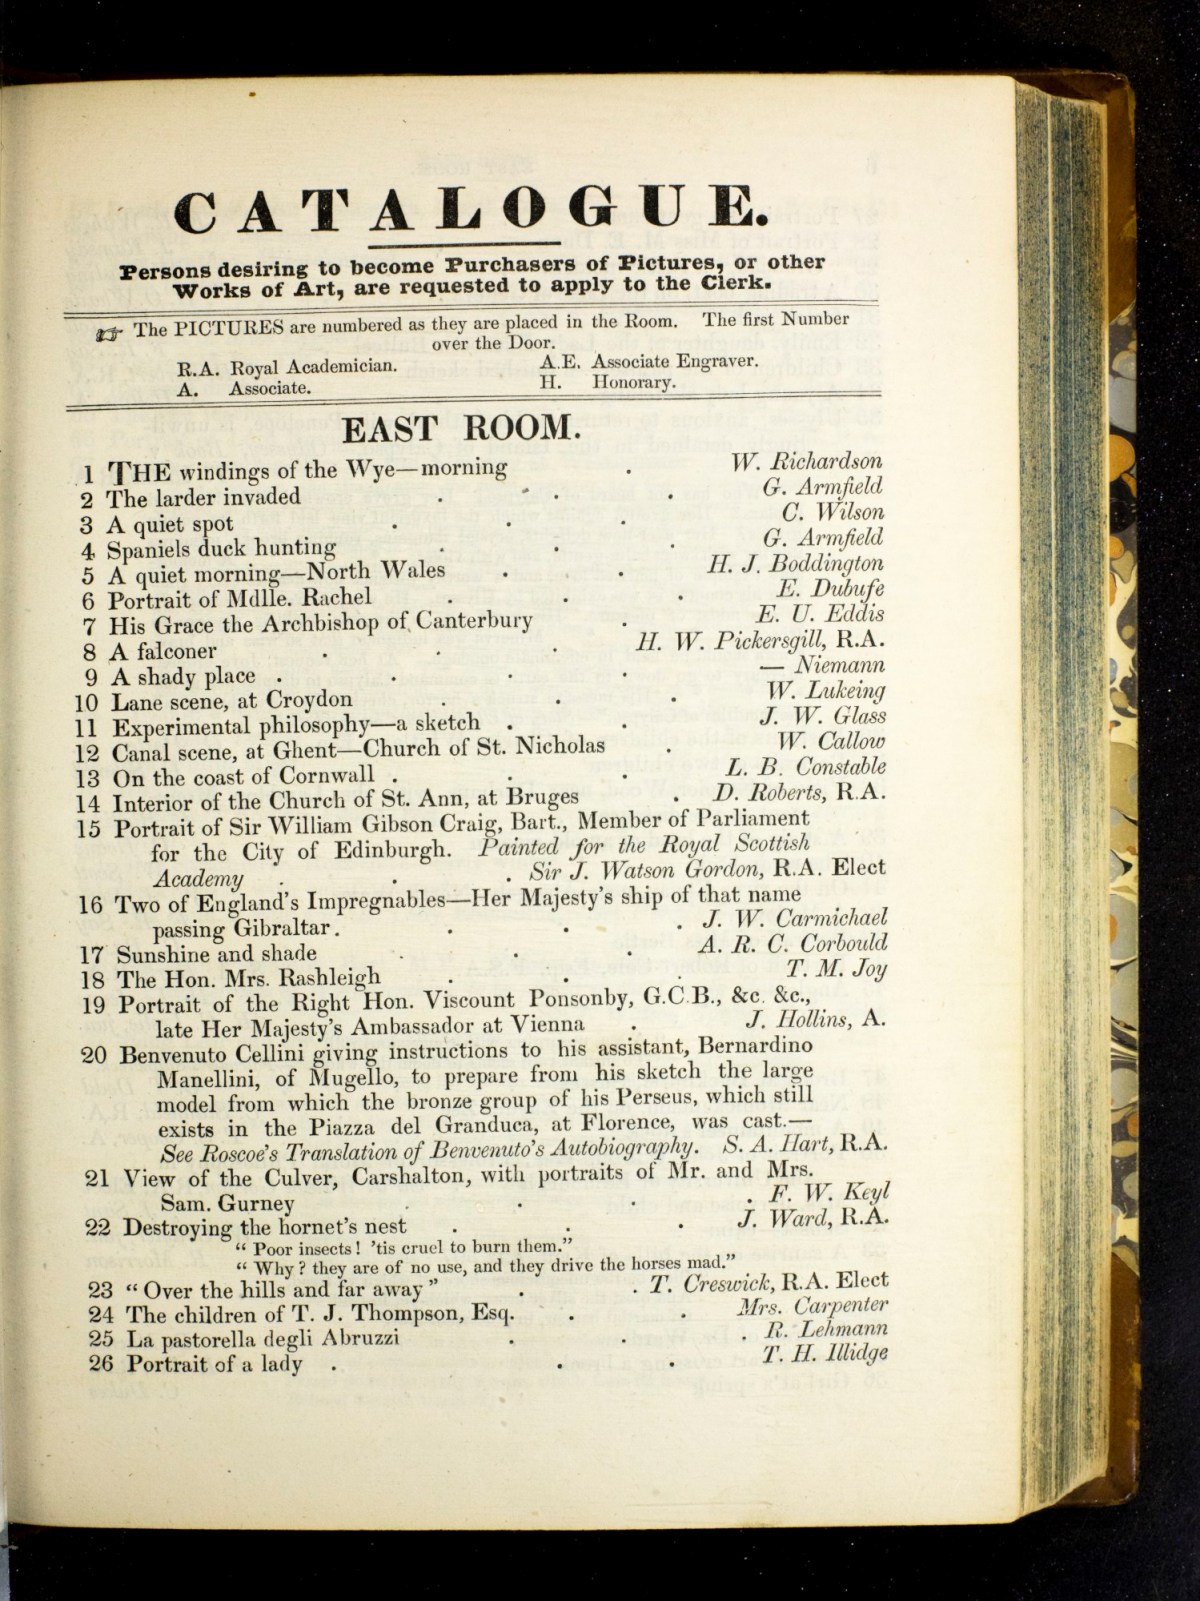 CATALOGUE.
Persons desiring to become Purchasers of Pictures, or other
Works of Art, are requested to apply to the Clerk.
☞ The PICTURES are numbered as they are placed in the Room. The first Number
over the Door.
R.A. Royal Academician. A.E. Associate Engraver.
A. Associate. H. Honorary.
EAST ROOM.
1 THE windings of the Wye—morning . W. Richardson
2 The larder invaded . . . G. Armfield
3 A quiet spot . . . C. Wilson
4 Spaniels duck hunting . . . G. Armfield
5 A quiet morning—North Wales . . H. J. Boddington
6 Portrait of Mdlle. Rachel . . . E. Dubufe
7 His Grace the Archbishop of Canterbury . E. U. Eddis
8 A falconer . . . H. W. Pickersgill, R.A.
9 A shady place . . . . — Niemann
10 Lane scene, at Croydon . . . W. Lukeing
11 Experimental philosophy—a sketch . . J. W. Glass
12 Canal scene, at Ghent—Church of St. Nicholas . W. Callow
13 On the coast of Cornwall . . . L. B. Constable
14 Interior of the Church of St. Ann, at Bruges . D. Roberts, R.A.
15 Portrait of Sir William Gibson Craig, Bart., Member of Parliament
for the City of Edinburgh. Painted for the Royal Scottish
Academy . . . Sir J. Watson Gordon, R.A. Elect
16 Two of England's Impregnables—Her Majesty's ship of that name
passing Gibraltar . . . . J. W. Carmichael
17 Sunshine and shade . . . A. R. C. Corbould
18 The Hon. Mrs. Rashleigh . . . T. M. Joy
19 Portrait of the Right Hon. Viscount Ponsonby, G.C.B., &c. &c.,
late Her Majesty's Ambassador at Vienna . J. Hollins, A.
20 Benvenuto Cellini giving instructions to his assistant, Bernardino
Manellini, of Mugello, to prepare from his sketch the large
model from which the bronze group of his Perseus, which still
exists in the Piazza del Granduca, at Florence, was cast.—
See Roscoe's Translation of Benvenuto's Autobiography. S. A. Hart, R.A.
21 View of the Culver, Carshalton, with portraits of Mr. and Mrs.
Sam. Gurney . . . . F. W. Keyl
22 Destroying the hornet's nest . . . J. Ward, R.A.
“ Poor insects ! 'tis cruel to burn them.”
“ Why ? they are of no use, and they drive the horses mad.”
23 “ Over the hills and far away ” . . T. Creswick, R.A. Elect
24 The children of T. J. Thompson, Esq. . . Mrs. Carpenter
25 La pastorella degli Abruzzi . . . R. Lehmann
26 Portrait of a lady . . . T. H. Illidge